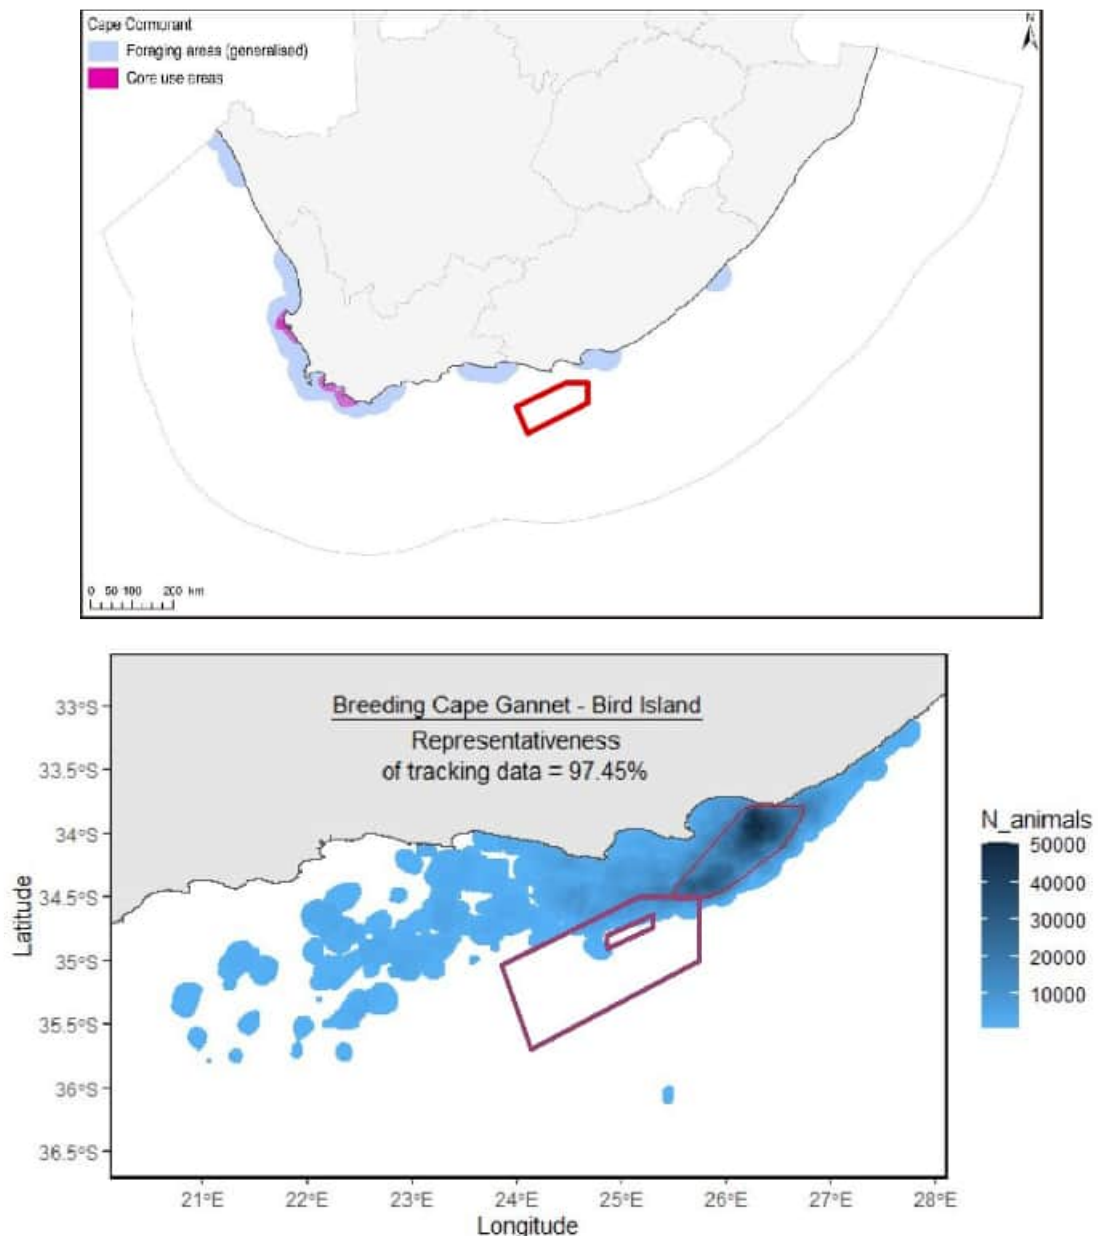 Cape Cormorant
Foraging areas (generalised)
Core use areas
N
0 50 100 200 km
Breeding Cape Gannet - Bird Island
Representativeness
of tracking data = 97.45%
33°S
33.5°S
34°S
34.5°S
35°S
35.5°S
36°S
36.5°S
Latitude
21°E 22°E 23°E 24°E 25°E 26°E 27°E 28°E
Longitude
N_animals
50000
40000
30000
20000
10000